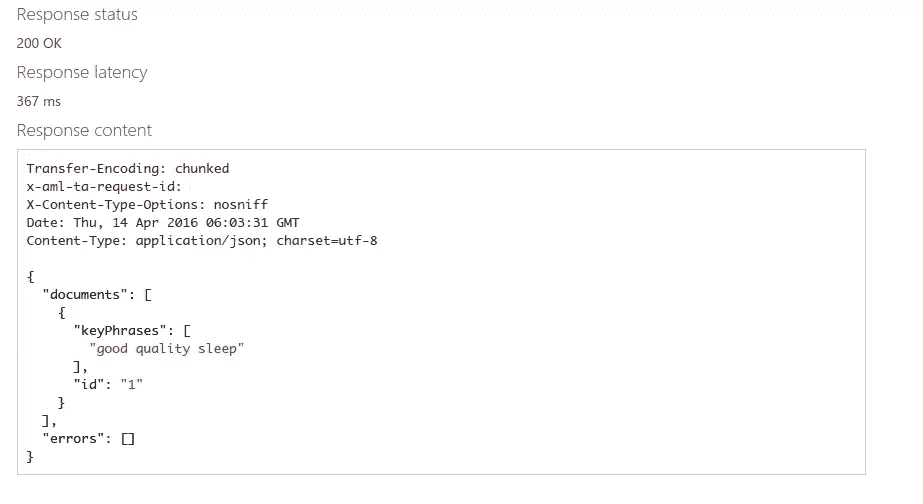 Response status
200 OK
Response latency
367 ms
Response content
Transfer-Encoding: chunked
x-aml-ta-request-id:
X-Content-Type-Options: nosniff
Date: Thu, 14 Apr 2016 06:03:31 GMT
Content-Type: application/json; charset=utf-8
{
  "documents": [
    {
      "keyPhrases": [
        "good quality sleep"
      ],
      "id": "1"
    }
  ],
  "errors": []
}